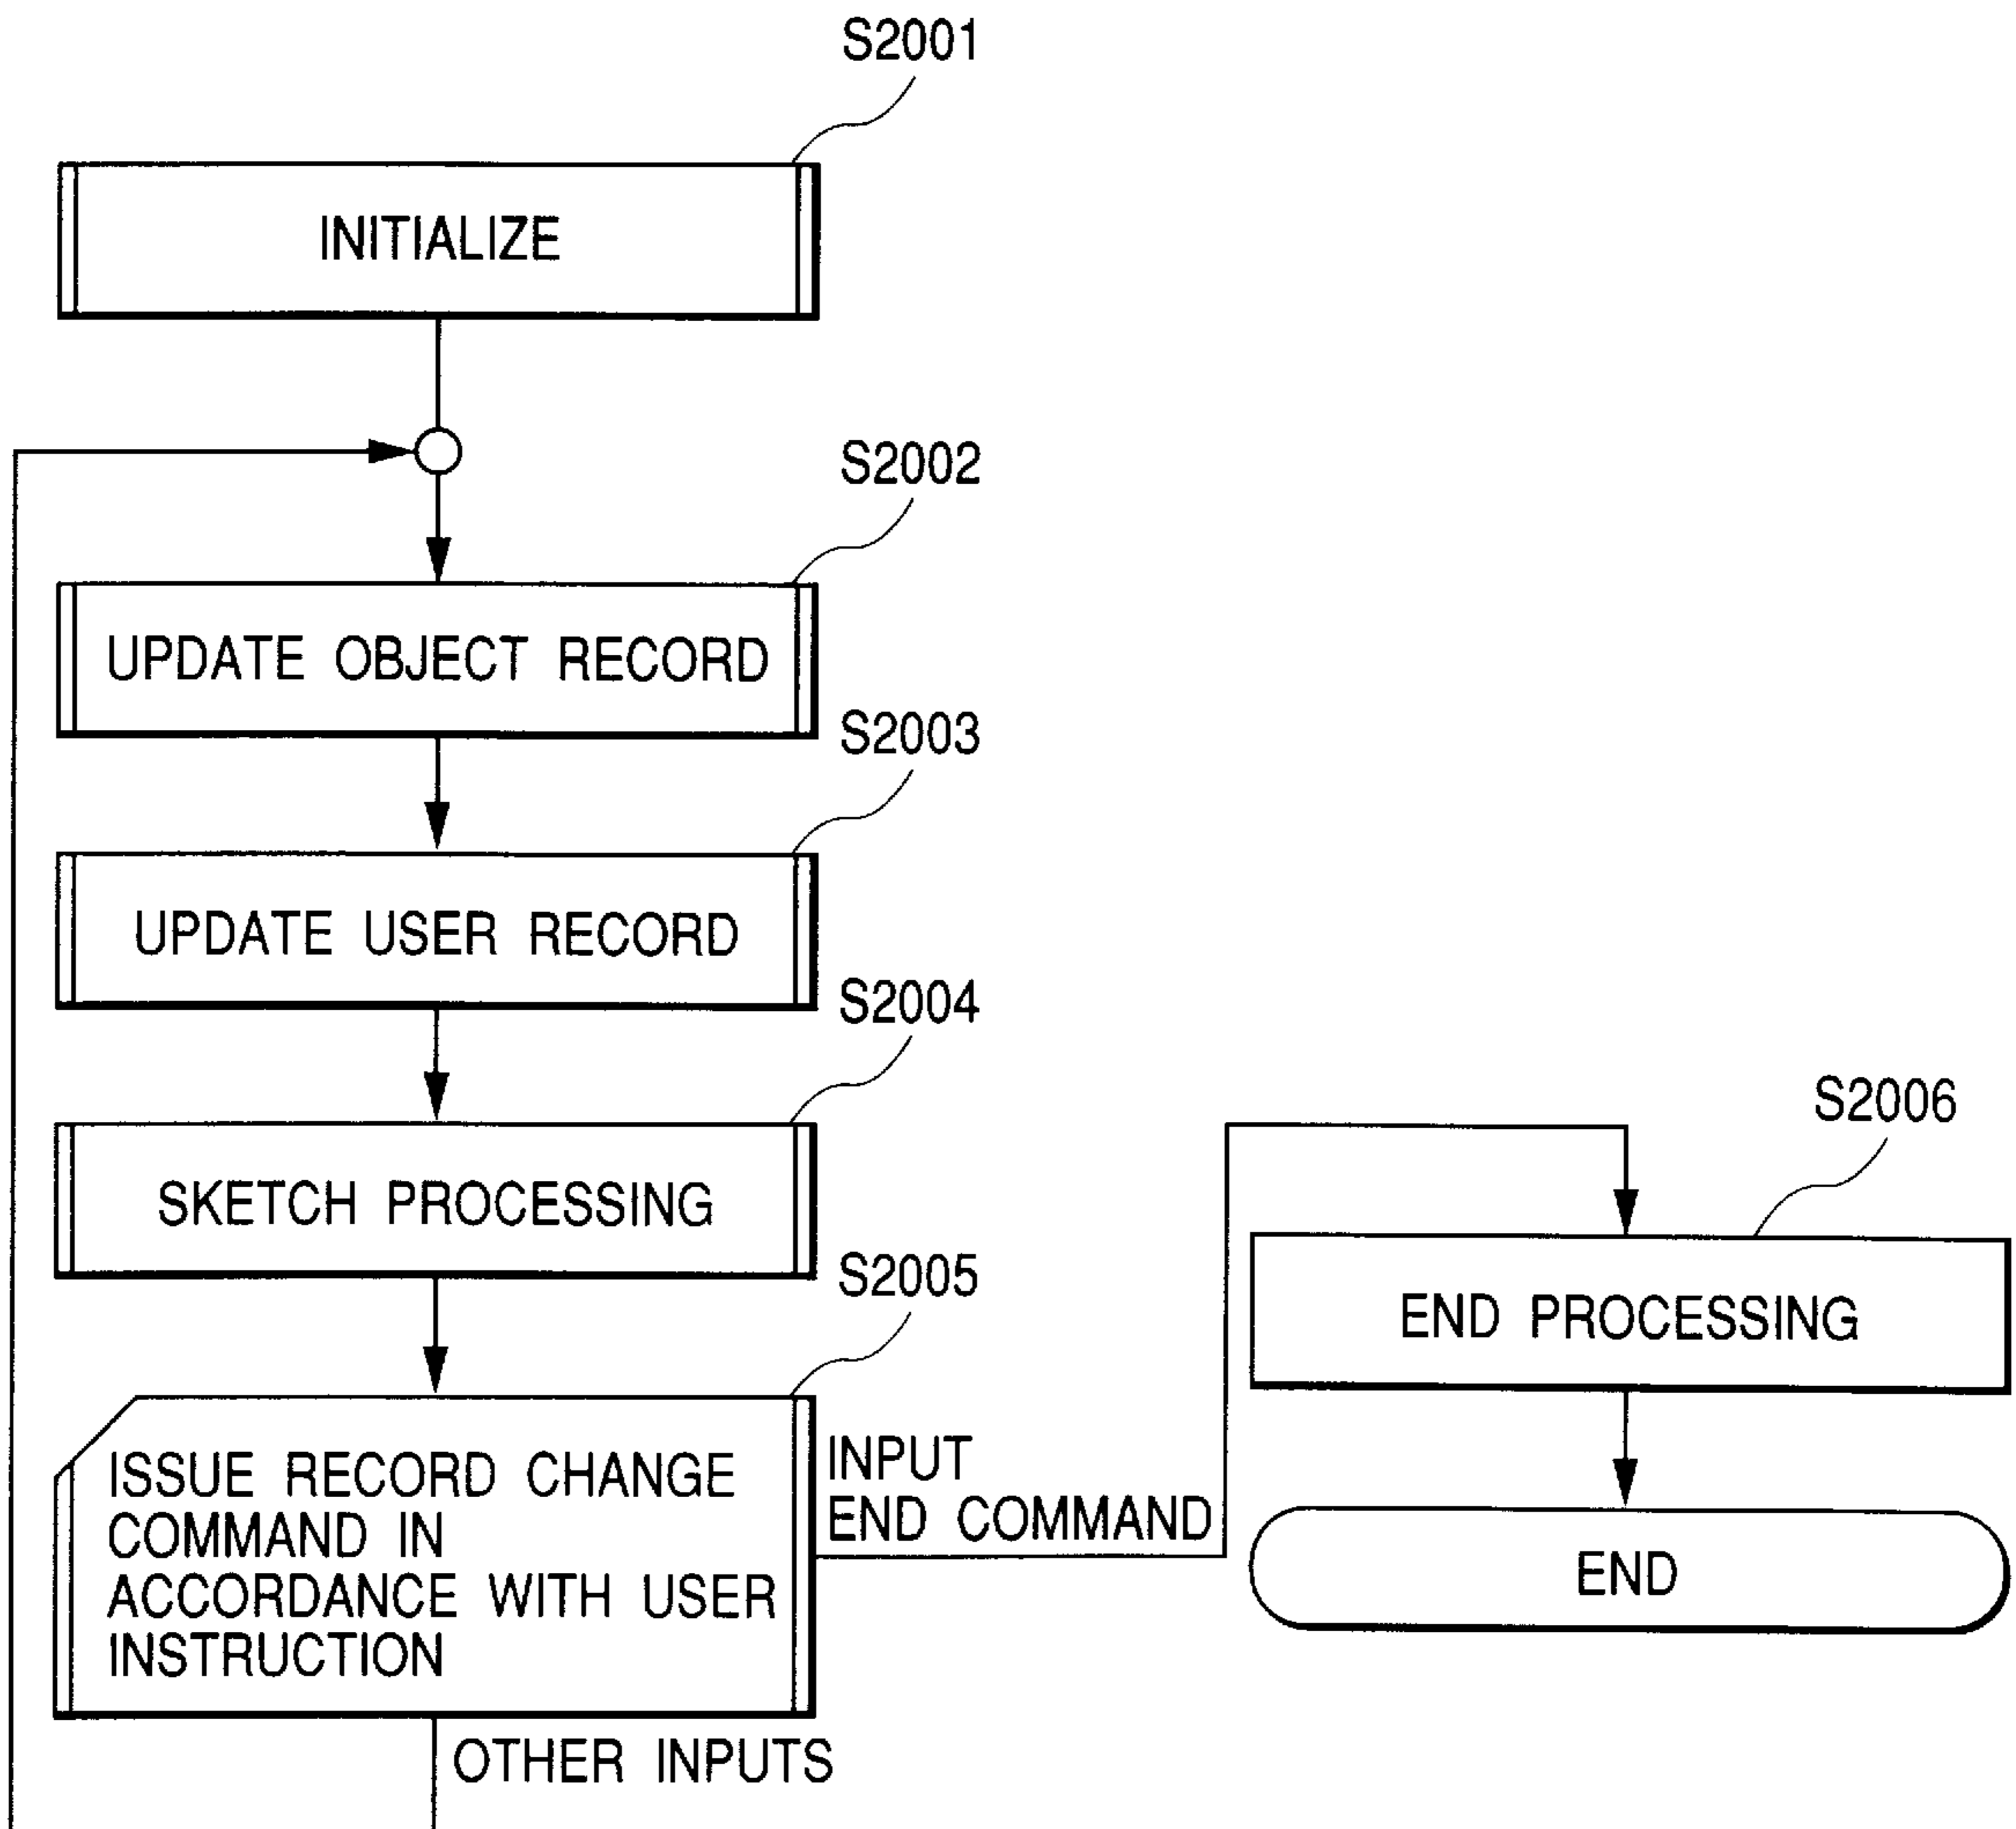 S2001
INITIALIZE
S2002
UPDATE OBJECT RECORD
S2003
UPDATE USER RECORD
S2004
SKETCH PROCESSING
S2005
ISSUE RECORD CHANGE
COMMAND IN
ACCORDANCE WITH USER
INSTRUCTION
INPUT
END COMMAND
OTHER INPUTS
S2006
END PROCESSING
END